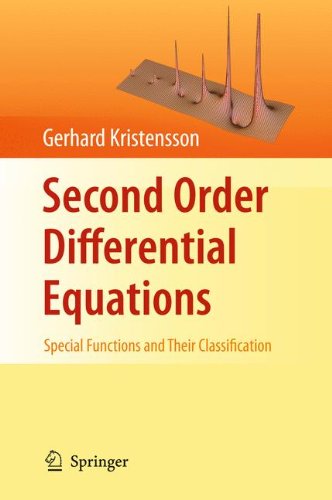 Gerhard Kristensson
Second Order
Differential
Equations
Special Functions and Their Classification
Springer